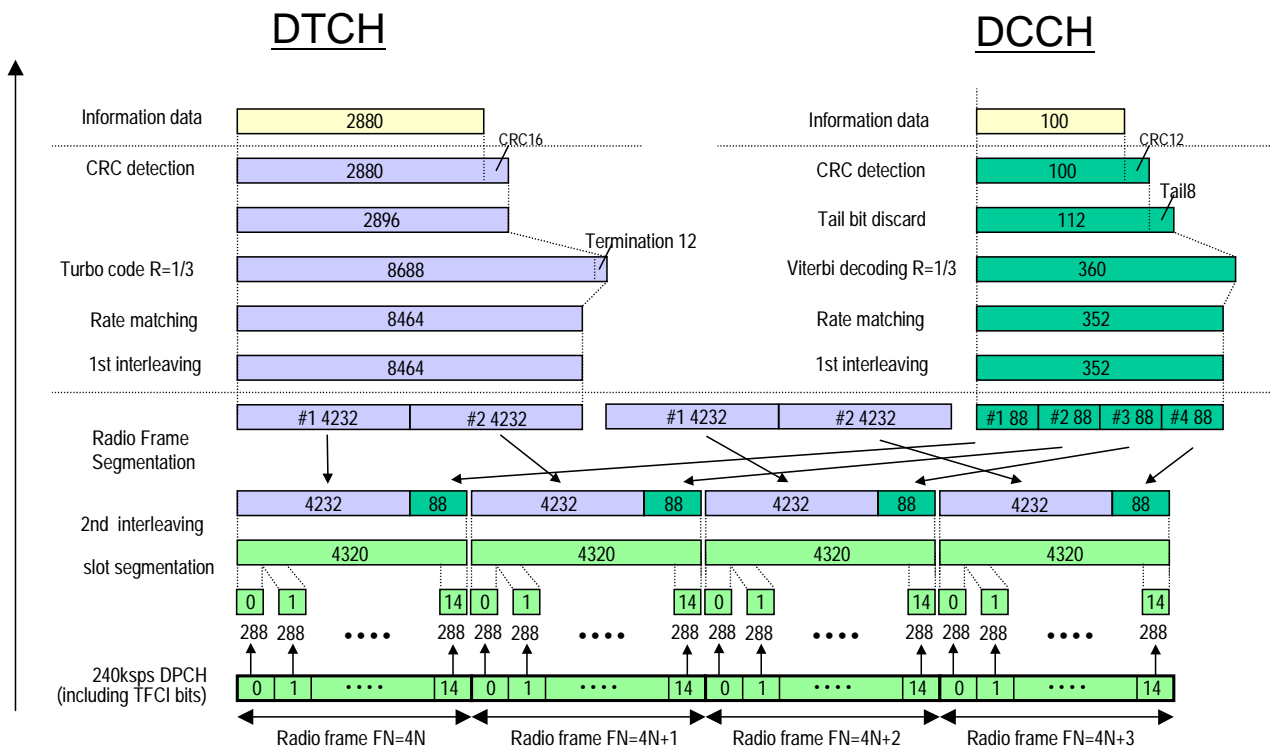 DTCH DCCH
Information data 2880 Information data 100
CRC16 CRC12
CRC detection 2880 CRC detection 100
Tail8
2896 Tail bit discard 112
Termination 12
Turbo code R=1/3 8688 Viterbi decoding R=1/3 360
Rate matching 8464 Rate matching 352
1st interleaving 8464 1st interleaving 352
#1 4232 #2 4232 #1 4232 #2 4232 #1 88 #2 88 #3 88 #4 88
Radio Frame
Segmentation
4232 88 4232 88 4232 88 4232 88
2nd interleaving
4320 4320 4320 4320
slot segmentation
0 1 14 0 1 14 0 1 14 0 1 14
288 288 •••• 288 288 288 •••• 288 288 288 •••• 288 288 288 •••• 288
240ksps DPCH
(including TFCI bits)
0 1 •••• 14 0 1 •••• 14 0 1 •••• 14 0 1 •••• 14
Radio frame FN=4N Radio frame FN=4N+1 Radio frame FN=4N+2 Radio frame FN=4N+3